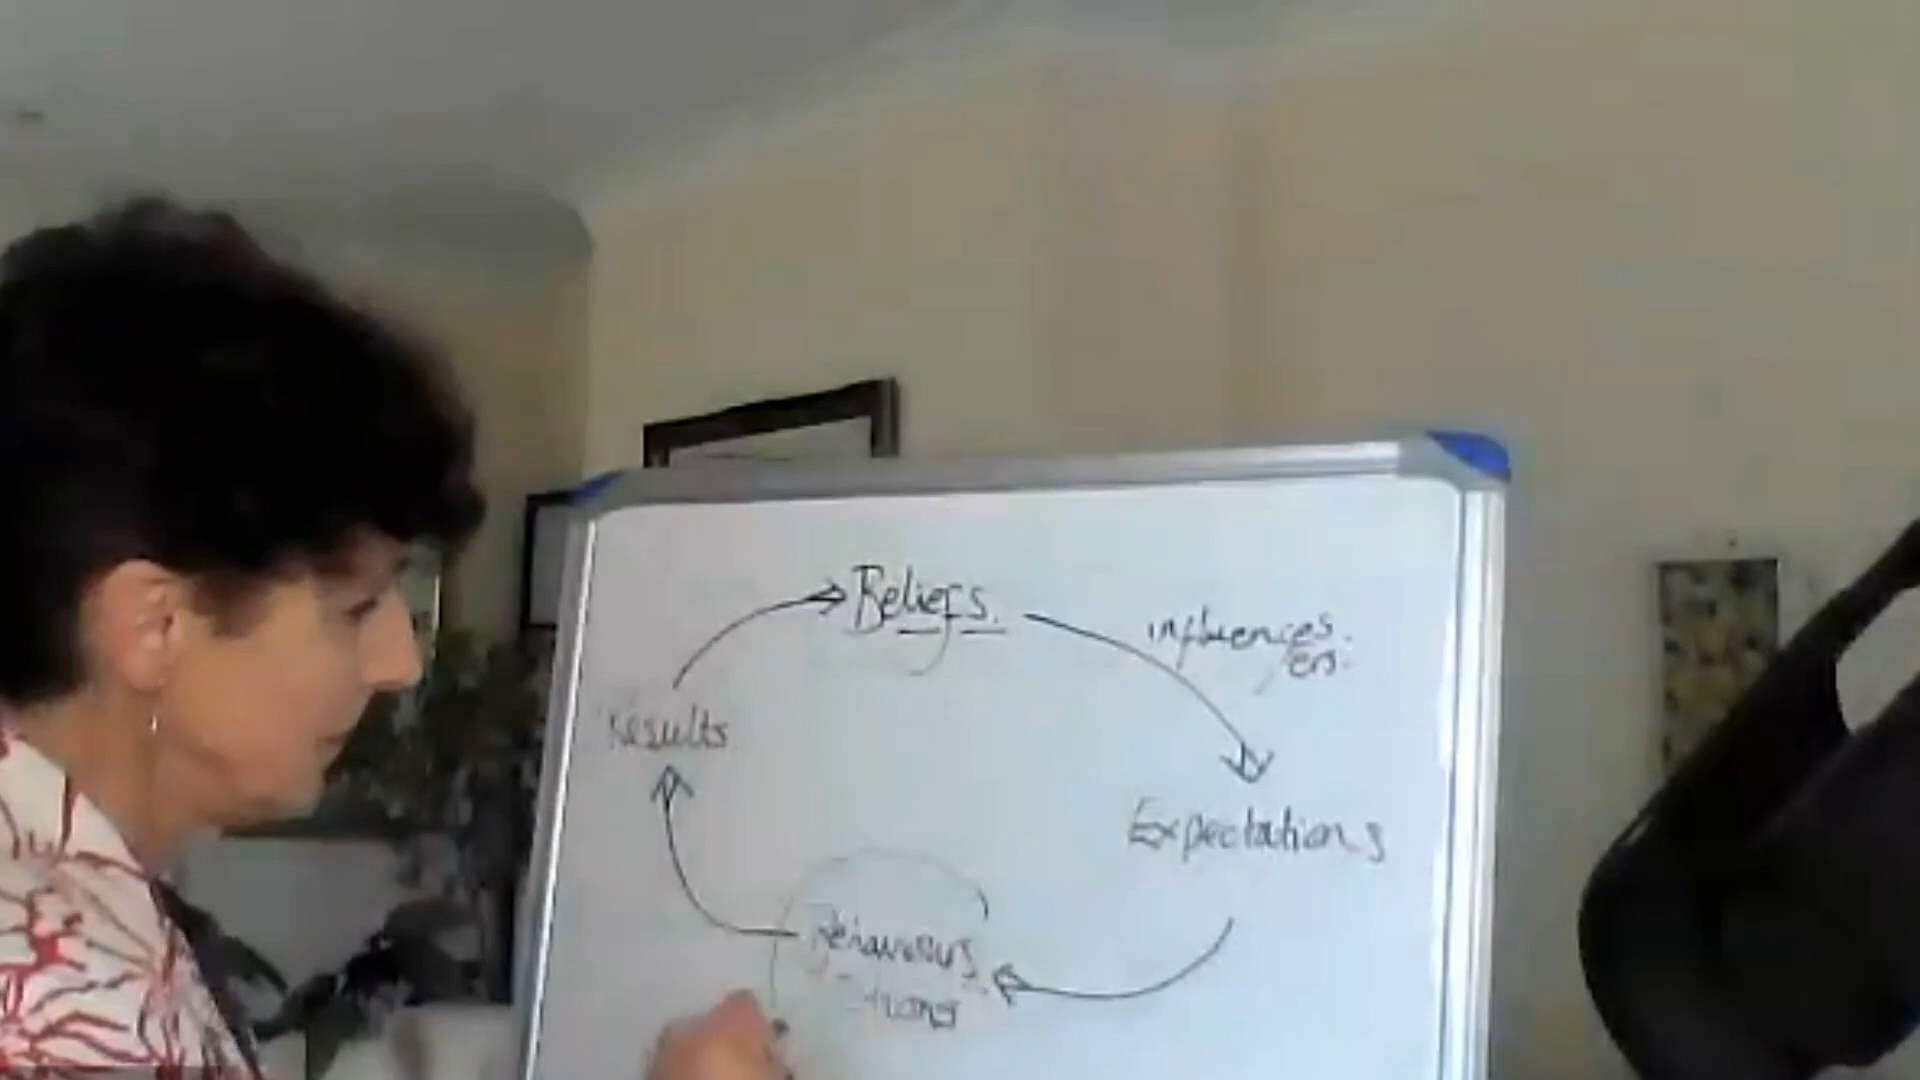 Beliefs.
influences.
Results
Expectations
Behaviours